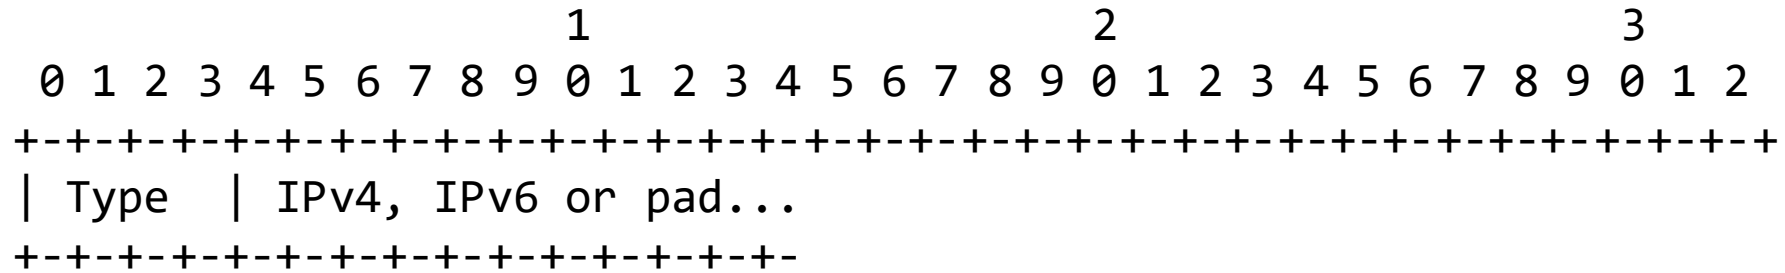 1                   2                   3
 0 1 2 3 4 5 6 7 8 9 0 1 2 3 4 5 6 7 8 9 0 1 2 3 4 5 6 7 8 9 0 1 2
+-+-+-+-+-+-+-+-+-+-+-+-+-+-+-+-+-+-+-+-+-+-+-+-+-+-+-+-+-+-+-+-+-+
| Type  | IPv4, IPv6 or pad...
+-+-+-+-+-+-+-+-+-+-+-+-+-+-+-